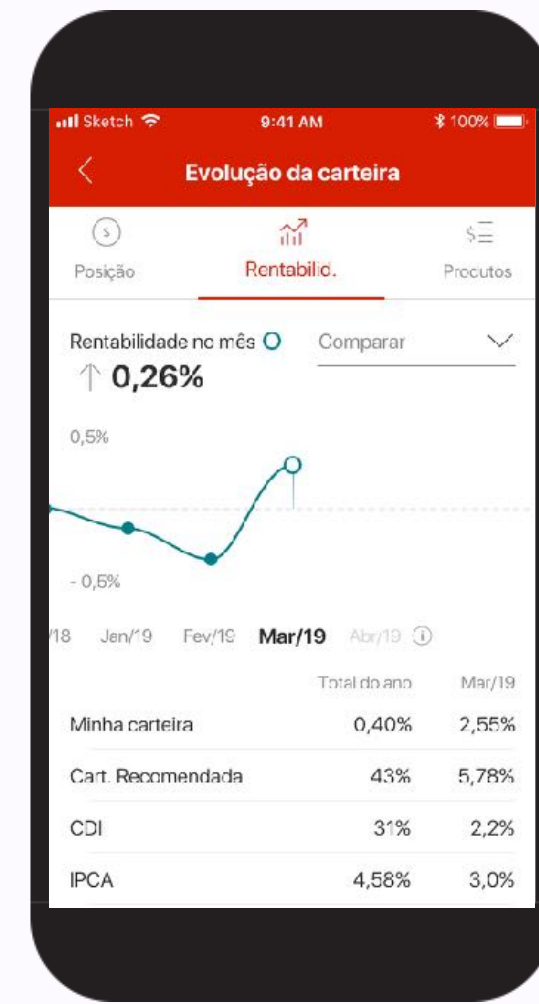 Sketch 9:41 AM 100%
Evolução da carteira
Posição Rentabilid. Produtos
Rentabilidade no mês Comparar
0,26%
0,5%
- 0,5%
/18 Jan/19 Fev/19 Mar/19 Abr/19
Total do ano Mar/19
Minha carteira 0,40% 2,55%
Cart. Recomendada 43% 5,78%
CDI 31% 2,2%
IPCA 4,58% 3,0%